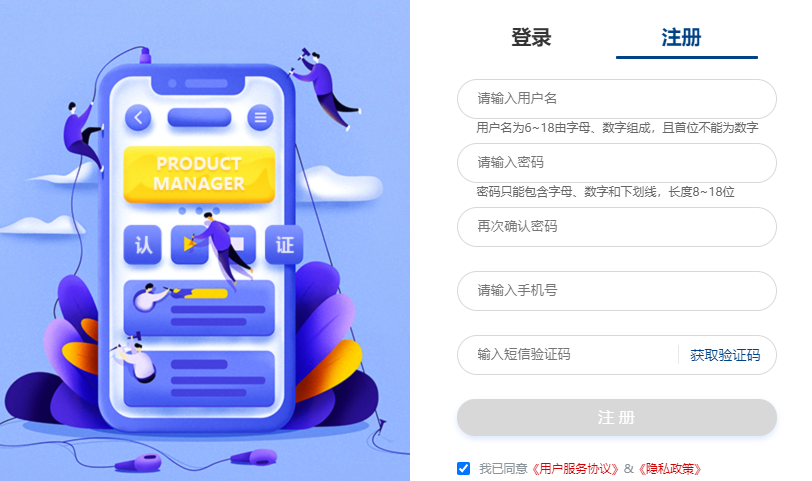 登录
注册
PRODUCT
MANAGER
认
证
请输入用户名
用户名为6~18由字母、数字组成，且首位不能为数字
请输入密码
密码只能包含字母、数字和下划线，长度8~18位
再次确认密码
请输入手机号
输入短信验证码
获取验证码
注 册
我已同意《用户服务协议》&《隐私政策》